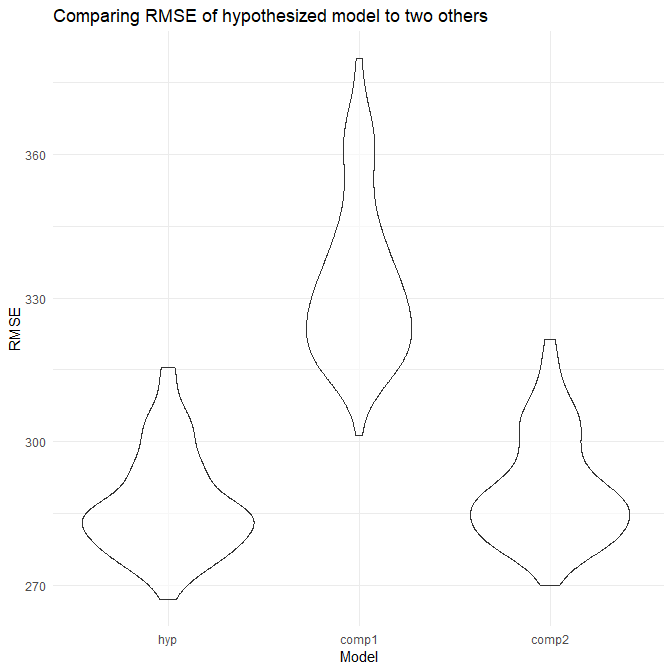 Comparing RMSE of hypothesized model to two others
360
330
300
270
RMSE
hyp
comp1
comp2
Model